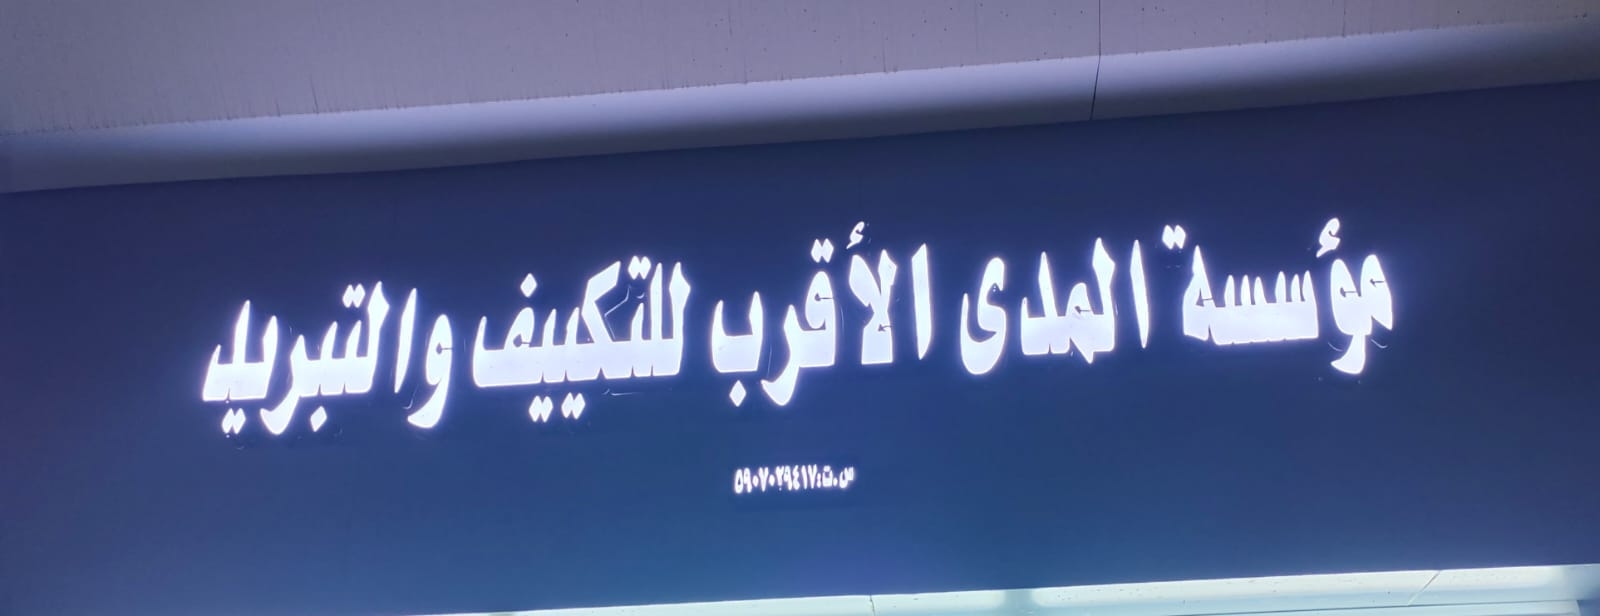 مؤسسة المدى الأقرب للتكييف والتبريد
س.ت:٥٩٠٧٠٢٩٤١٧